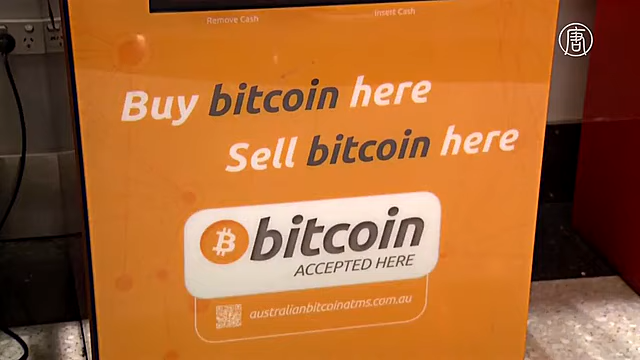 Remove Cash
Insert Cash
唐
Buy bitcoin here
Sell bitcoin here
bitcoin
ACCEPTED HERE
australianbitcoinatms.com.au